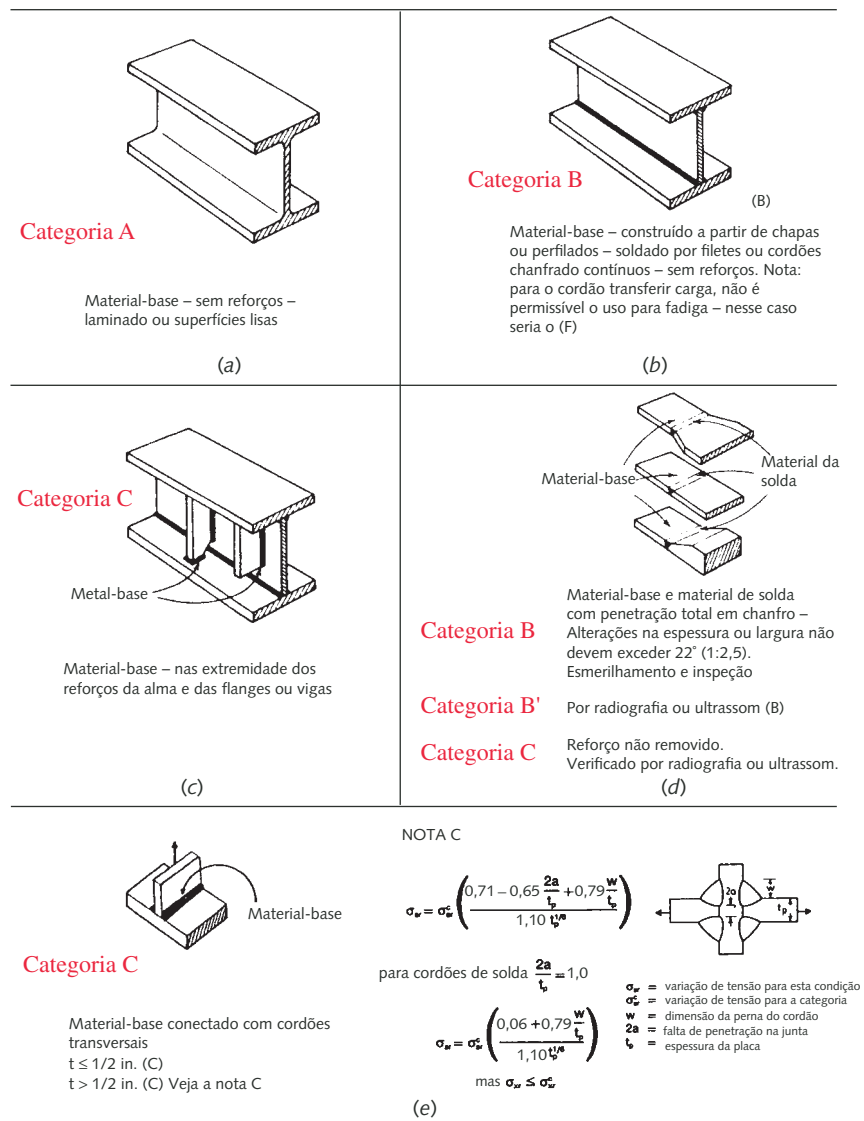 Categoria A
Material-base – sem reforços –
laminado ou superfícies lisas
(a)
Categoria B
(B)
Material-base – construído a partir de chapas
ou perfilados – soldado por filetes ou cordões
chanfrado contínuos – sem reforços. Nota:
para o cordão transferir carga, não é
permissível o uso para fadiga – nesse caso
seria o (F)
(b)
Categoria C
Metal-base
Material-base – nas extremidade dos
reforços da alma e das flanges ou vigas
(c)
Material-base
Material da
solda
Material-base e material de solda
com penetração total em chanfro –
Categoria B
Alterações na espessura ou largura não
devem exceder 22° (1:2,5).
Esmerilhamento e inspeção
Categoria B' Por radiografia ou ultrassom (B)
Categoria C
Reforço não removido.
Verificado por radiografia ou ultrassom.
(d)
Material-base
Categoria C
Material-base conectado com cordões
transversais
t ≤ 1/2 in. (C)
t > 1/2 in. (C) Veja a nota C
NOTA C
σsr = σᶜsr ((0,71 – 0,65 2a/tp + 0,79 w/tp) / (1,10 tp^1/6))
2a
w
tp
para cordões de solda 2a/tp = 1,0
σsr = σᶜsr ((0,06 + 0,79 w/tp) / (1,10 tp^1/6))
mas σsr ≤ σᶜsr
σsr = variação de tensão para esta condição
σᶜsr = variação de tensão para a categoria
w = dimensão da perna do cordão
2a = falta de penetração na junta
tp = espessura da placa
(e)